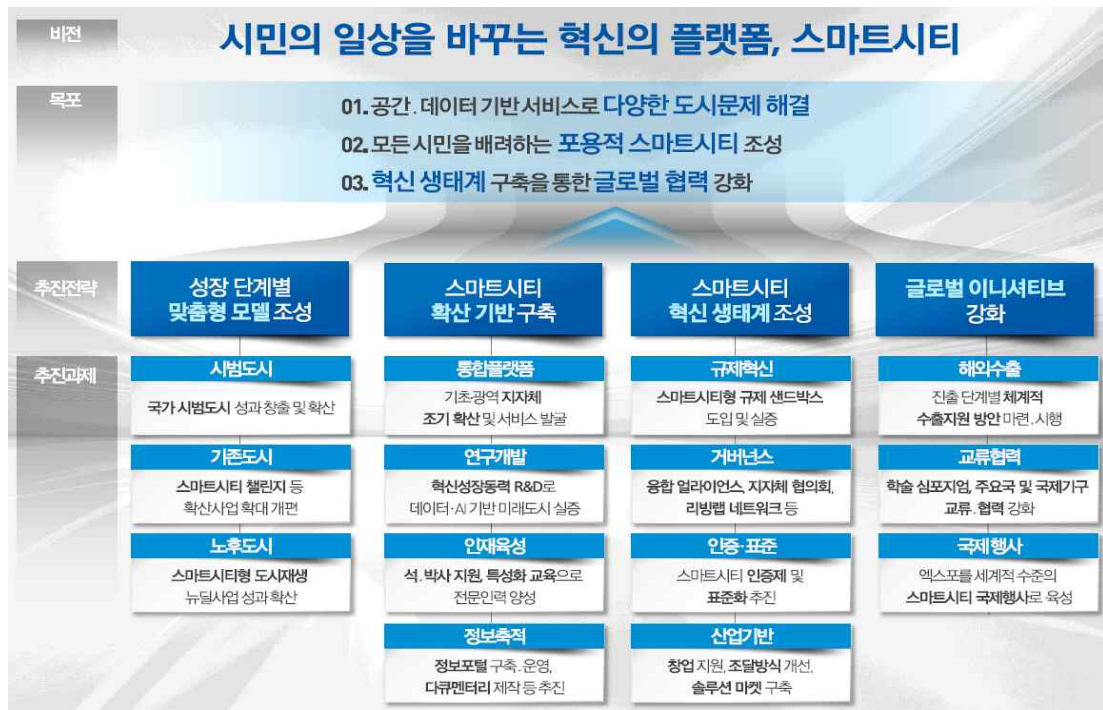 비전
시민의 일상을 바꾸는 혁신의 플랫폼, 스마트시티
목표
01. 공간·데이터 기반 서비스로 다양한 도시문제 해결
02. 모든 시민을 배려하는 포용적 스마트시티 조성
03. 혁신 생태계 구축을 통한 글로벌 협력 강화
추진전략
성장 단계별
맞춤형 모델 조성
스마트시티
확산 기반 구축
스마트시티
혁신 생태계 조성
글로벌 이니셔티브
강화
추진과제
시범도시
국가 시범도시 성과 창출 및 확산
기존도시
스마트시티 챌린지 등
확산사업 확대 개편
노후도시
스마트시티형 도시재생
뉴딜사업 성과 확산
통합플랫폼
기초·광역 지자체
조기 확산 및 서비스 발굴
연구개발
혁신성장동력 R&D로
데이터·AI 기반 미래도시 실증
인재육성
석·박사 지원, 특성화 교육으로
전문인력 양성
정보축적
정보포털 구축·운영,
다큐멘터리 제작 등 추진
규제혁신
스마트시티형 규제 샌드박스
도입 및 실증
거버넌스
융합 얼라이언스, 지자체 협의회,
리빙랩 네트워크 등
인증·표준
스마트시티 인증제 및
표준화 추진
산업기반
창업 지원, 조달방식 개선,
솔루션 마켓 구축
해외수출
진출 단계별 체계적
수출지원 방안 마련·시행
교류협력
학술 심포지엄, 주요국 및 국제기구
교류·협력 강화
국제행사
엑스포를 세계적 수준의
스마트시티 국제행사로 육성